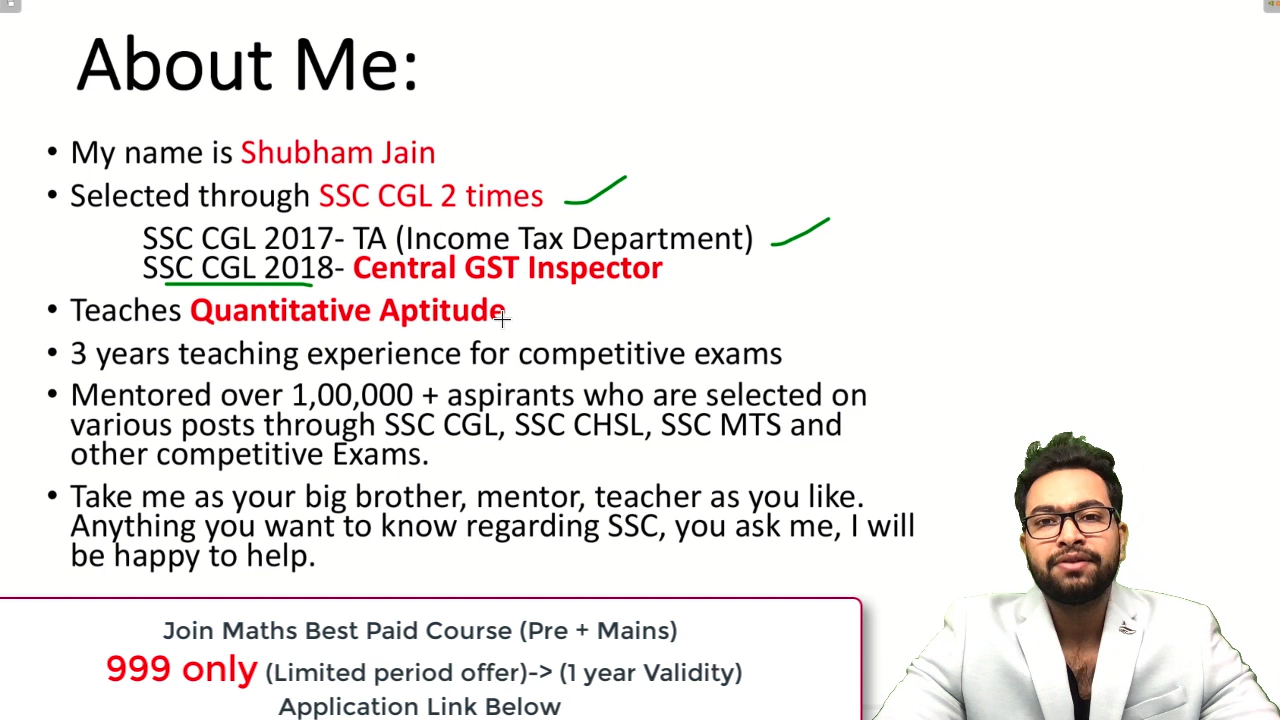 About Me:
• My name is Shubham Jain
• Selected through SSC CGL 2 times
SSC CGL 2017- TA (Income Tax Department)
SSC CGL 2018- Central GST Inspector
• Teaches Quantitative Aptitude
• 3 years teaching experience for competitive exams
• Mentored over 1,00,000 + aspirants who are selected on
various posts through SSC CGL, SSC CHSL, SSC MTS and
other competitive Exams.
• Take me as your big brother, mentor, teacher as you like.
Anything you want to know regarding SSC, you ask me, I will
be happy to help.
Join Maths Best Paid Course (Pre + Mains)
999 only (Limited period offer)-> (1 year Validity)
Application Link Below